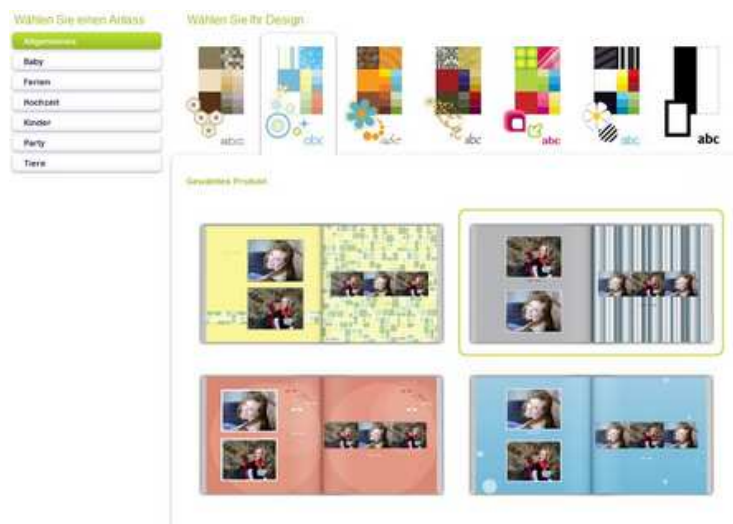 Wählen Sie einen Anlass
Wählen Sie Ihr Design
Allgemeines
Baby
Ferien
Hochzeit
Kinder
Party
Tiere
abc
abc
abc
abc
abc
abc
abc
Gewähltes Produkt